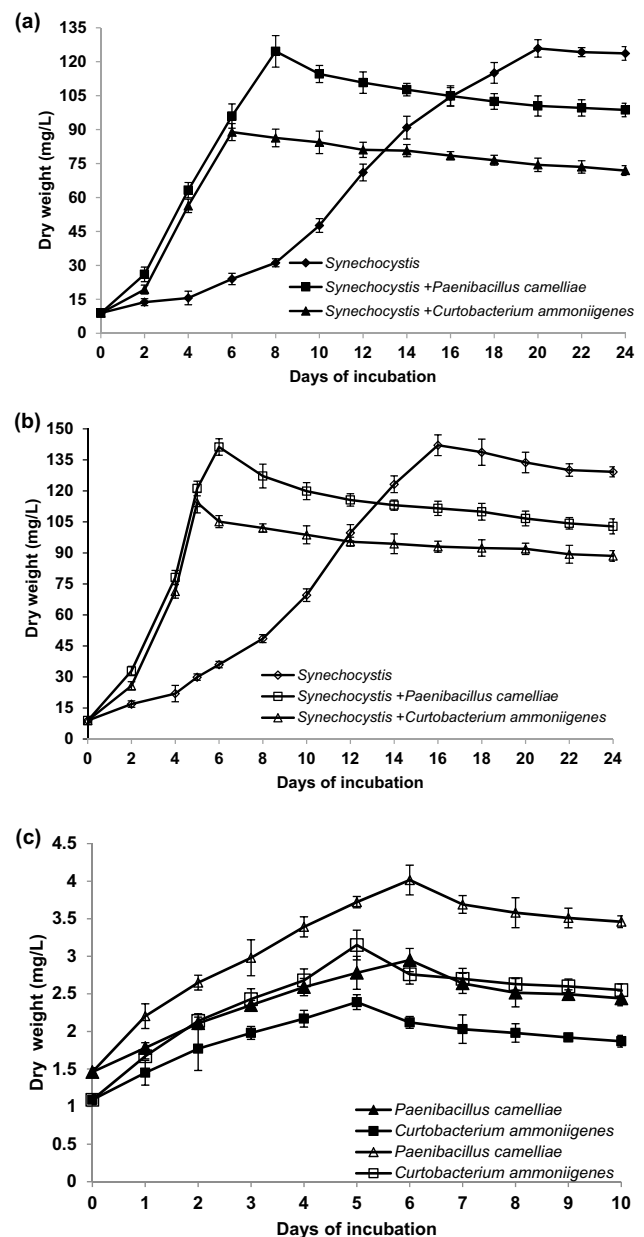 (a)
Dry weight (mg/L)
180
165
150
135
120
105
90
75
60
45
30
15
0
Synechocystis
Synechocystis +Paenibacillus camelliae
Synechocystis +Curtobacterium ammoniigenes
0 2 4 6 8 10 12 14 16 18 20 22 24
Days of incubation
(b)
Dry weight (mg/L)
150
135
120
105
90
75
60
45
30
15
0
Synechocystis
Synechocystis +Paenibacillus camelliae
Synechocystis +Curtobacterium ammoniigenes
0 2 4 6 8 10 12 14 16 18 20 22 24
Days of incubation
(c)
Dry weight (mg/L)
4.5
4
3.5
3
2.5
2
1.5
1
0.5
0
Paenibacillus camelliae
Curtobacterium ammoniigenes
Paenibacillus camelliae
Curtobacterium ammoniigenes
0 1 2 3 4 5 6 7 8 9 10
Days of incubation